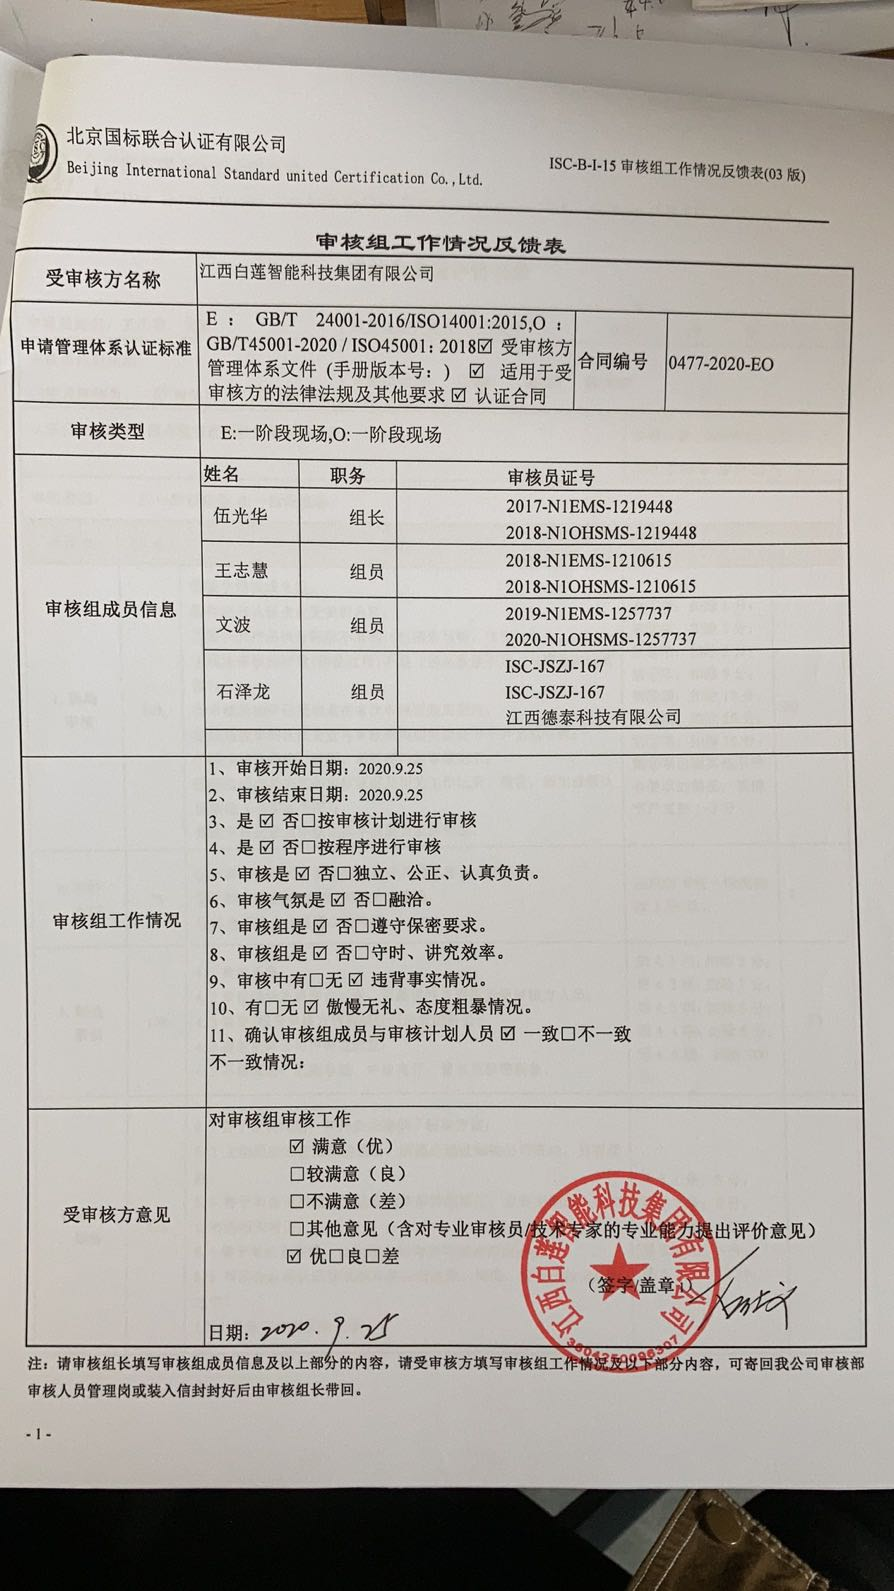 北京国标联合认证有限公司
Beijing International Standard united Certification Co.,Ltd.
ISC-B-I-15 审核组工作情况反馈表(03 版)
审核组工作情况反馈表
受审核方名称
江西白莲智能科技集团有限公司
申请管理体系认证标准
E： GB/T 24001-2016/ISO14001:2015,O：
GB/T45001-2020 / ISO45001：2018☑ 受审核方
管理体系文件 (手册版本号：) ☑ 适用于受
审核方的法律法规及其他要求 ☑ 认证合同
合同编号
0477-2020-EO
审核类型
E:一阶段现场,O:一阶段现场
审核组成员信息
姓名 职务 审核员证号
伍光华 组长 2017-N1EMS-1219448
2018-N1OHSMS-1219448
王志慧 组员 2018-N1EMS-1210615
2018-N1OHSMS-1210615
文波 组员 2019-N1EMS-1257737
2020-N1OHSMS-1257737
石泽龙 组员 ISC-JSZJ-167
ISC-JSZJ-167
江西德泰科技有限公司
审核组工作情况
1、审核开始日期：2020.9.25
2、审核结束日期：2020.9.25
3、是 ☑ 否□按审核计划进行审核
4、是 ☑ 否□按程序进行审核
5、审核是 ☑ 否□独立、公正、认真负责。
6、审核气氛是 ☑ 否□融洽。
7、审核组是 ☑ 否□遵守保密要求。
8、审核组是 ☑ 否□守时、讲究效率。
9、审核中有□无 ☑ 违背事实情况。
10、有□无 ☑ 傲慢无礼、态度粗暴情况。
11、确认审核组成员与审核计划人员 ☑ 一致□不一致
不一致情况：
受审核方意见
对审核组审核工作
☑ 满意（优）
□较满意（良）
□不满意（差）
□其他意见（含对专业审核员/技术专家的专业能力提出评价意见）
☑ 优□良□差
（签字/盖章）
江西白莲智能科技集团有限公司
3604250096307
日期：2020.9.25
注：请审核组长填写审核组成员信息及以上部分的内容，请受审核方填写审核组工作情况及以下部分内容，可寄回我公司审核部
审核人员管理岗或装入信封封好后由审核组长带回。
- 1 -